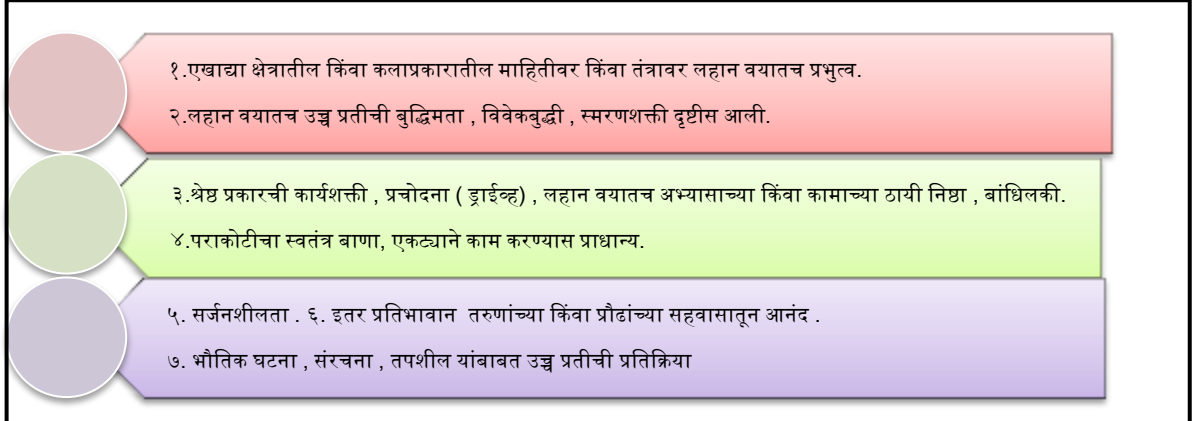 १.एखाद्या क्षेत्रातील किंवा कलाप्रकारातील माहितीवर किंवा तंत्रावर लहान वयातच प्रभुत्व.
२.लहान वयातच उच्च प्रतीची बुद्धिमता , विवेकबुद्धी , स्मरणशक्ती दृष्टीस आली.
३.श्रेष्ठ प्रकारची कार्यशक्ती , प्रचोदना ( ड्राईव्ह) , लहान वयातच अभ्यासाच्या किंवा कामाच्या ठायी निष्ठा , बांधिलकी.
४.पराकोटीचा स्वतंत्र बाणा, एकट्याने काम करण्यास प्राधान्य.
५. सर्जनशीलता . ६. इतर प्रतिभावान तरुणांच्या किंवा प्रौढांच्या सहवासातून आनंद .
७. भौतिक घटना , संरचना , तपशील यांबाबत उच्च प्रतीची प्रतिक्रिया